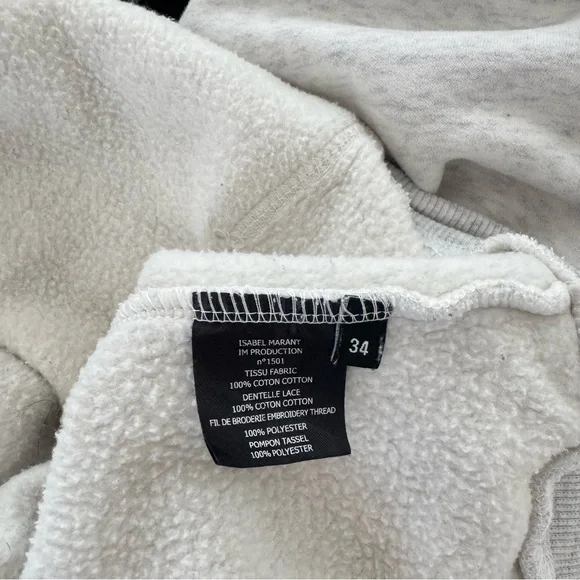 ISABEL MARANT
IM PRODUCTION
n°1501
TISSU FABRIC
100% COTON COTTON
DENTELLE LACE
100% COTON COTTON
FIL DE BRODERIE EMBROIDERY THREAD
100% POLYESTER
POMPON TASSEL
100% POLYESTER
34